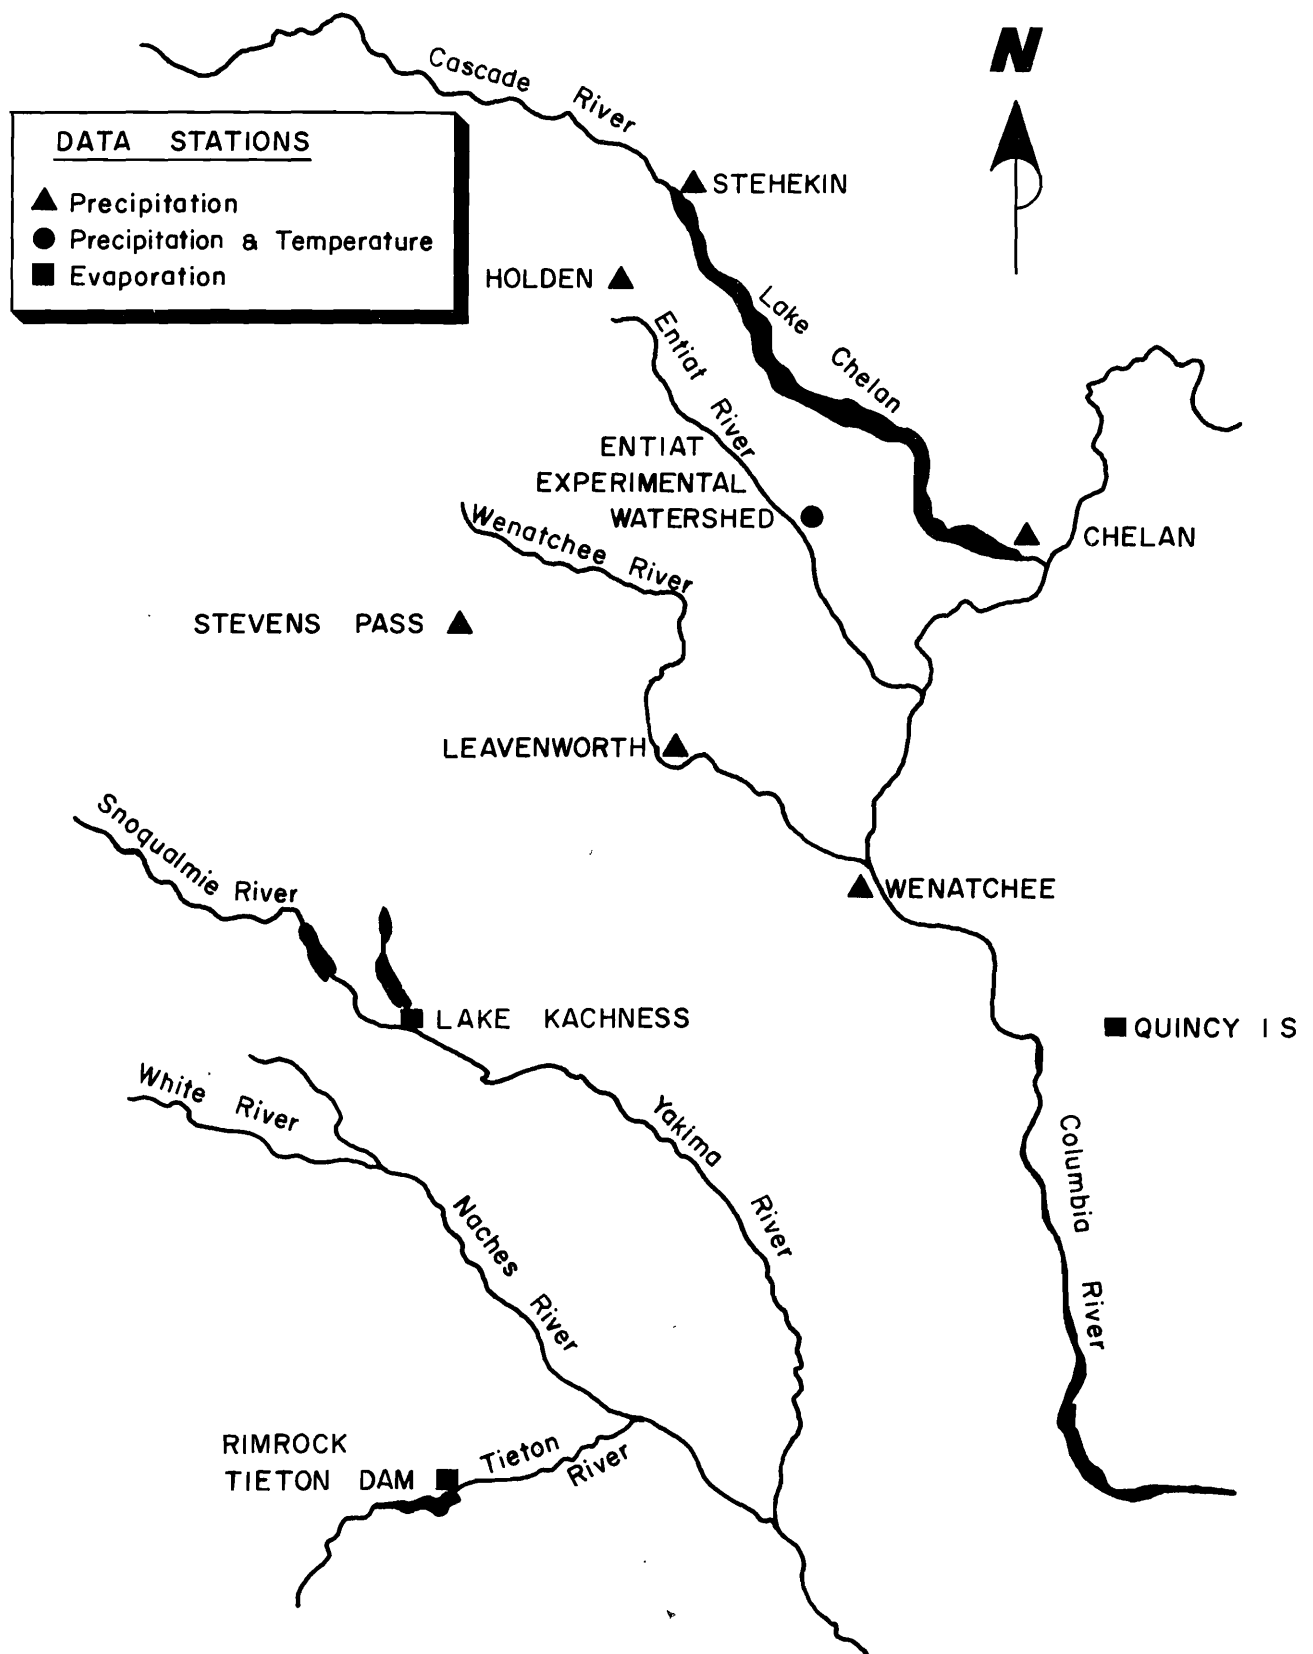 Cascade River
N
DATA STATIONS
Precipitation
Precipitation & Temperature
Evaporation
STEHEKIN
HOLDEN
Lake Chelan
Entiat River
ENTIAT
EXPERIMENTAL
WATERSHED
Wenatchee River
CHELAN
STEVENS PASS
LEAVENWORTH
Snoqualmie River
WENATCHEE
LAKE KACHNESS
QUINCY I S
White River
Yakima River
Columbia River
Naches River
RIMROCK
TIETON DAM
Tieton River